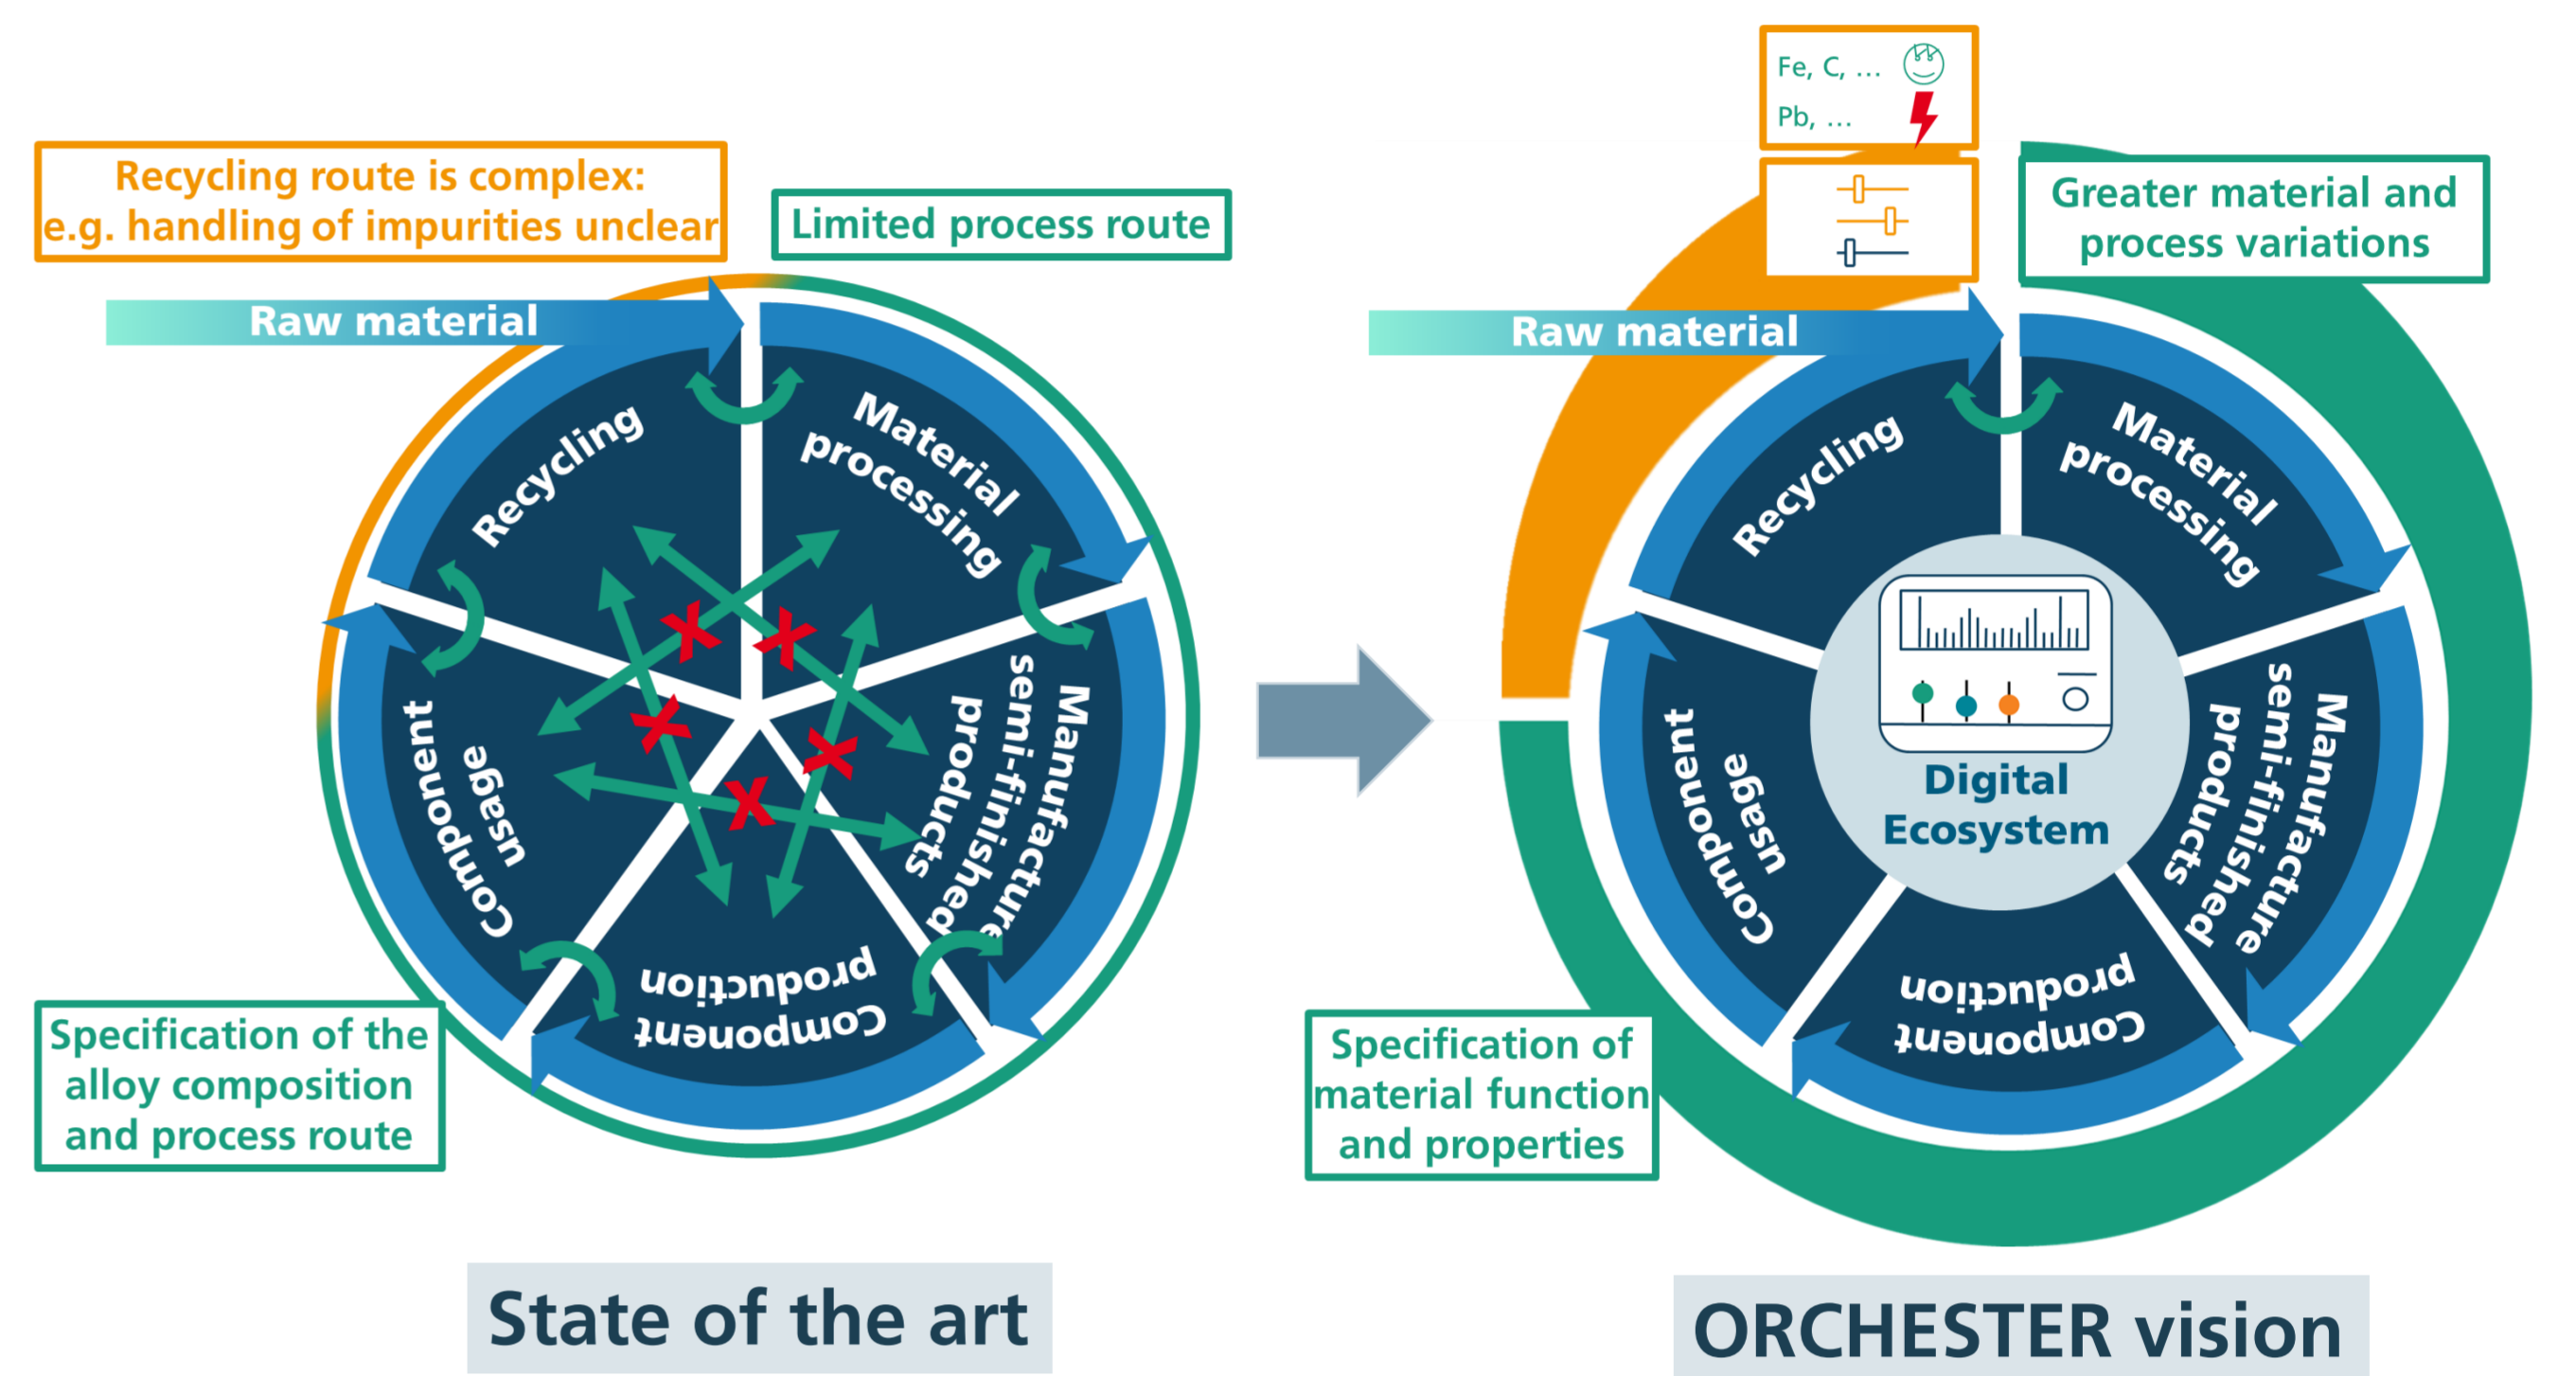 Recycling route is complex:
e.g. handling of impurities unclear
Limited process route
Raw material
Recycling
Material
processing
Manufacture
semi-finished
products
Component
production
Component
usage
Specification of the
alloy composition
and process route
State of the art
Fe, C, ...
Pb, ...
Greater material and
process variations
Raw material
Recycling
Material
processing
Manufacture
semi-finished
products
Component
production
Component
usage
Digital
Ecosystem
Specification of
material function
and properties
ORCHESTER vision